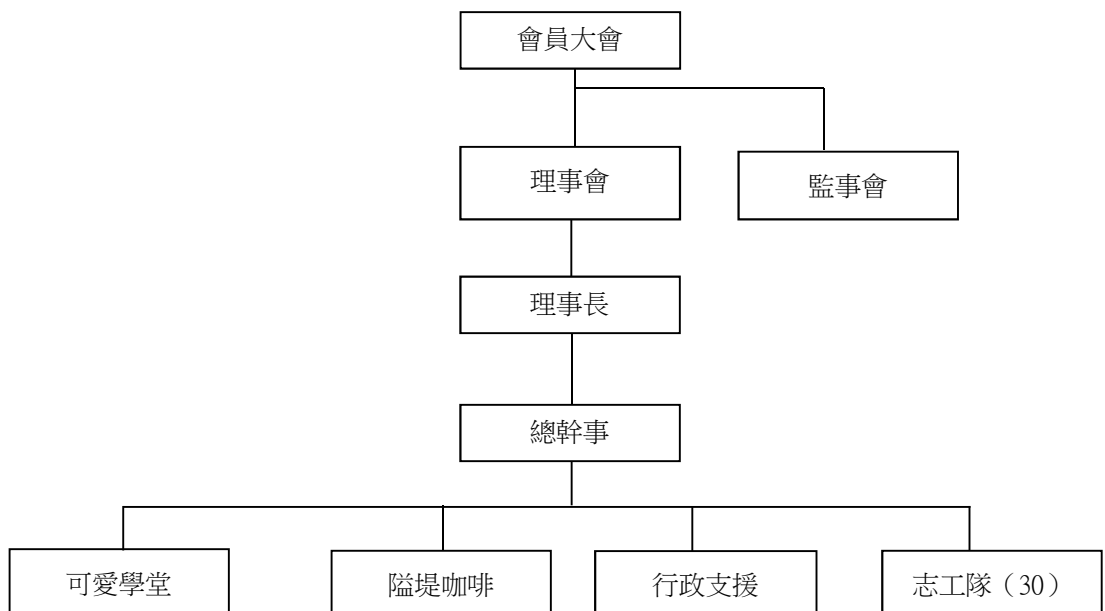 會員大會
理事會
監事會
理事長
總幹事
可愛學堂
隘堤咖啡
行政支援
志工隊（30）